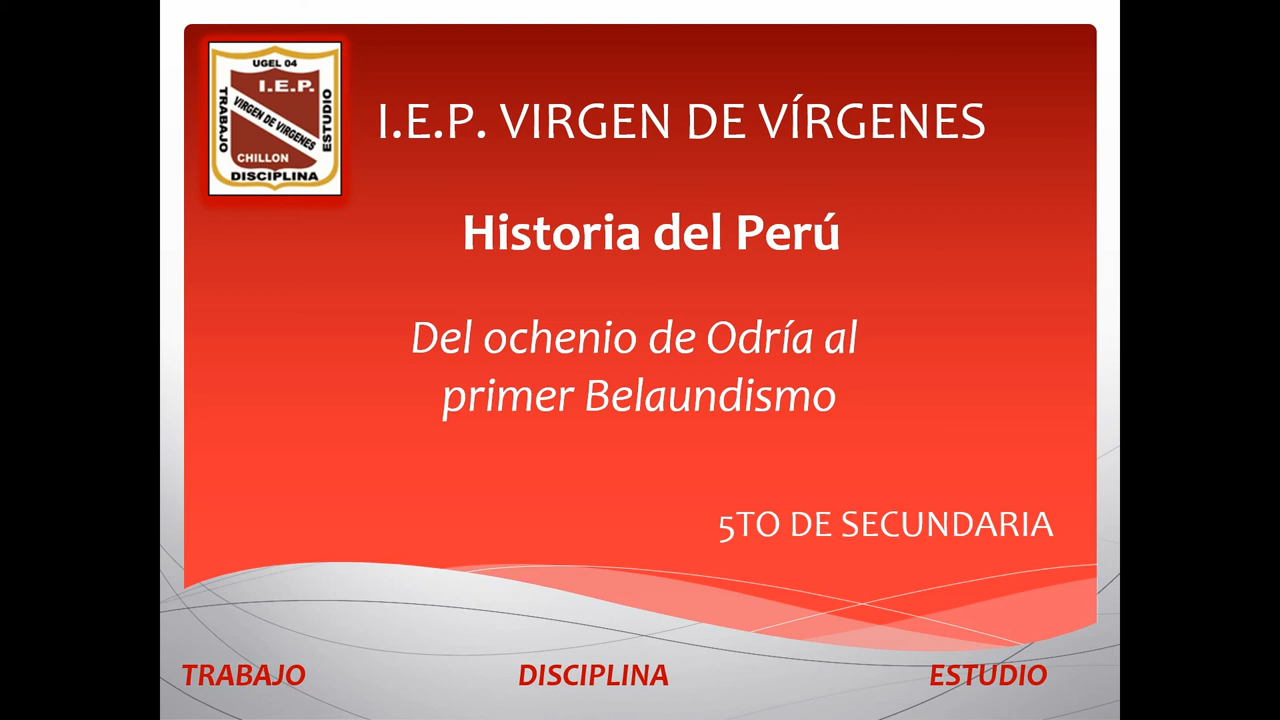 UGEL 04
I.E.P.
TRABAJO
VIRGEN DE VIRGENES
ESTUDIO
CHILLON
DISCIPLINA
I.E.P. VIRGEN DE VÍRGENES
Historia del Perú
Del ochenio de Odría al
primer Belaundismo
5TO DE SECUNDARIA
TRABAJO DISCIPLINA ESTUDIO